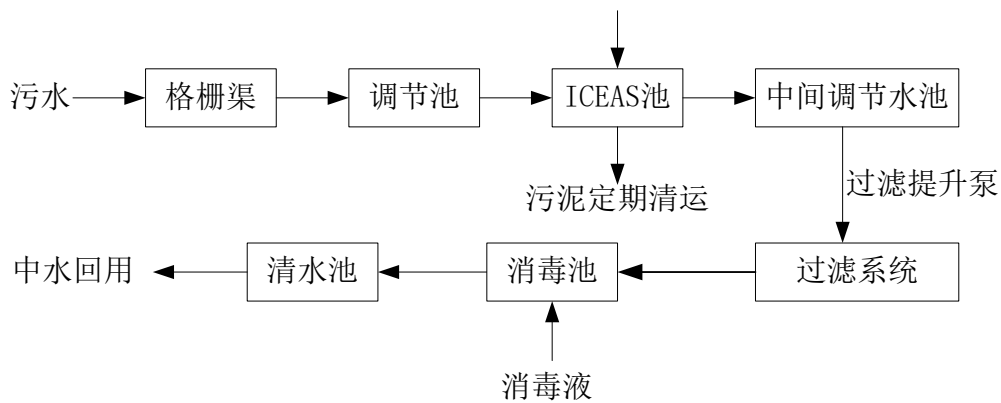 污水
格栅渠
调节池
ICEAS池
中间调节水池
污泥定期清运
过滤提升泵
中水回用
清水池
消毒池
过滤系统
消毒液